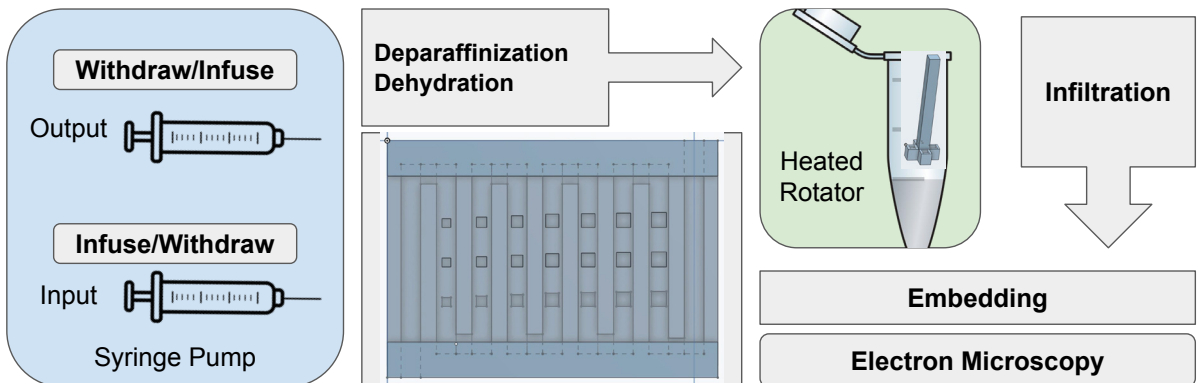 Withdraw/Infuse
Output
Infuse/Withdraw
Input
Syringe Pump
Deparaffinization
Dehydration
Heated
Rotator
Infiltration
Embedding
Electron Microscopy